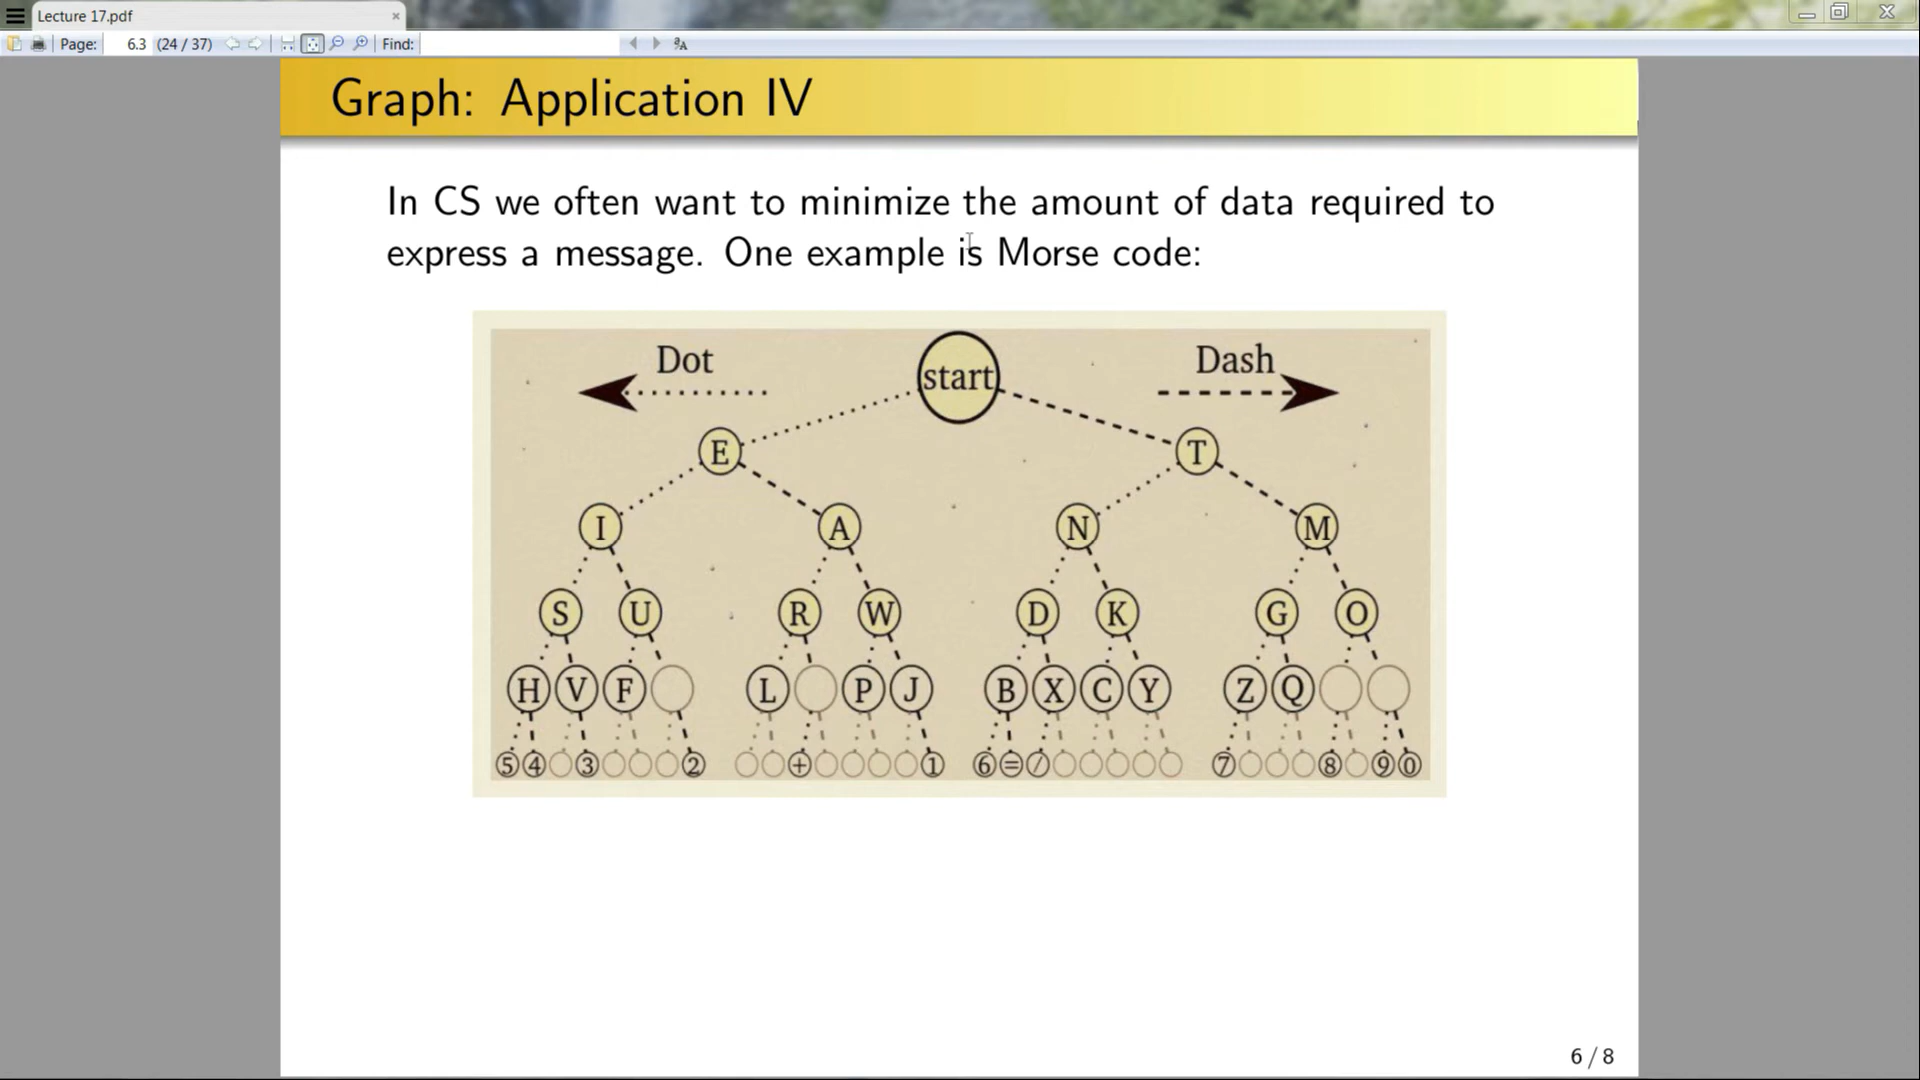 Lecture 17.pdf
Page: 6.3 (24 / 37) Find:
Graph: Application IV
In CS we often want to minimize the amount of data required to
express a message. One example is Morse code:
Dot start Dash
E T
I A N M
S U R W D K G O
H V F L P J B X C Y Z Q
5 4 3 2 + 1 6 = / 7 8 9 0
6 / 8